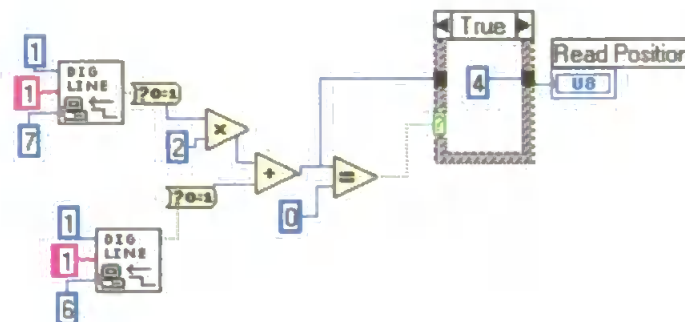 True
Read Position
U8
1
DIG
LINE
1
7
?0:1
×
2
+
?0:1
=
0
?
4
1
DIG
LINE
1
6